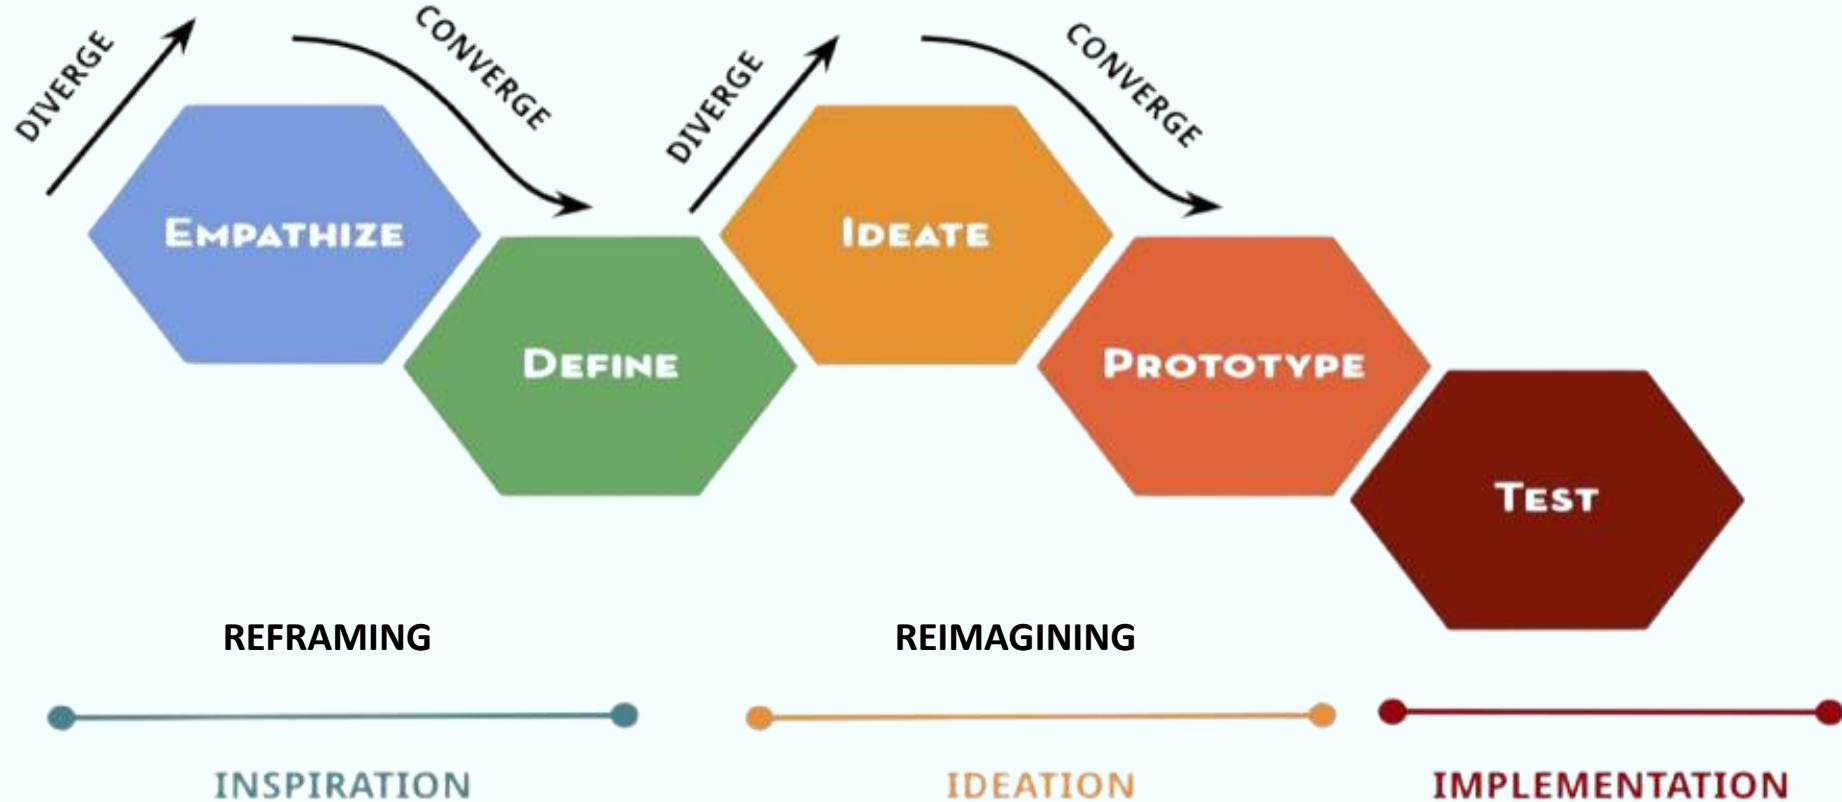 DIVERGE
CONVERGE
DIVERGE
CONVERGE
EMPATHIZE
DEFINE
IDEATE
PROTOTYPE
TEST
REFRAMING
REIMAGINING
INSPIRATION
IDEATION
IMPLEMENTATION